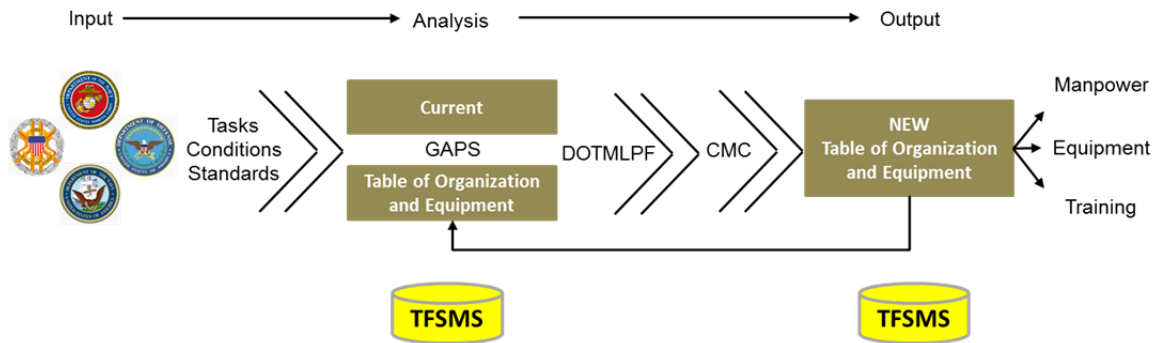 Input
Analysis
Output
Tasks
Conditions
Standards
Current
GAPS
Table of Organization
and Equipment
DOTMLPF
CMC
NEW
Table of Organization
and Equipment
Manpower
Equipment
Training
TFSMS
TFSMS